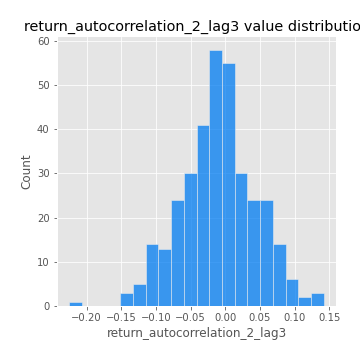 return_autocorrelation_2_lag3 value distributio
60
50
40
30
20
10
0
Count
−0.20 −0.15 −0.10 −0.05 0.00 0.05 0.10 0.15
return_autocorrelation_2_lag3